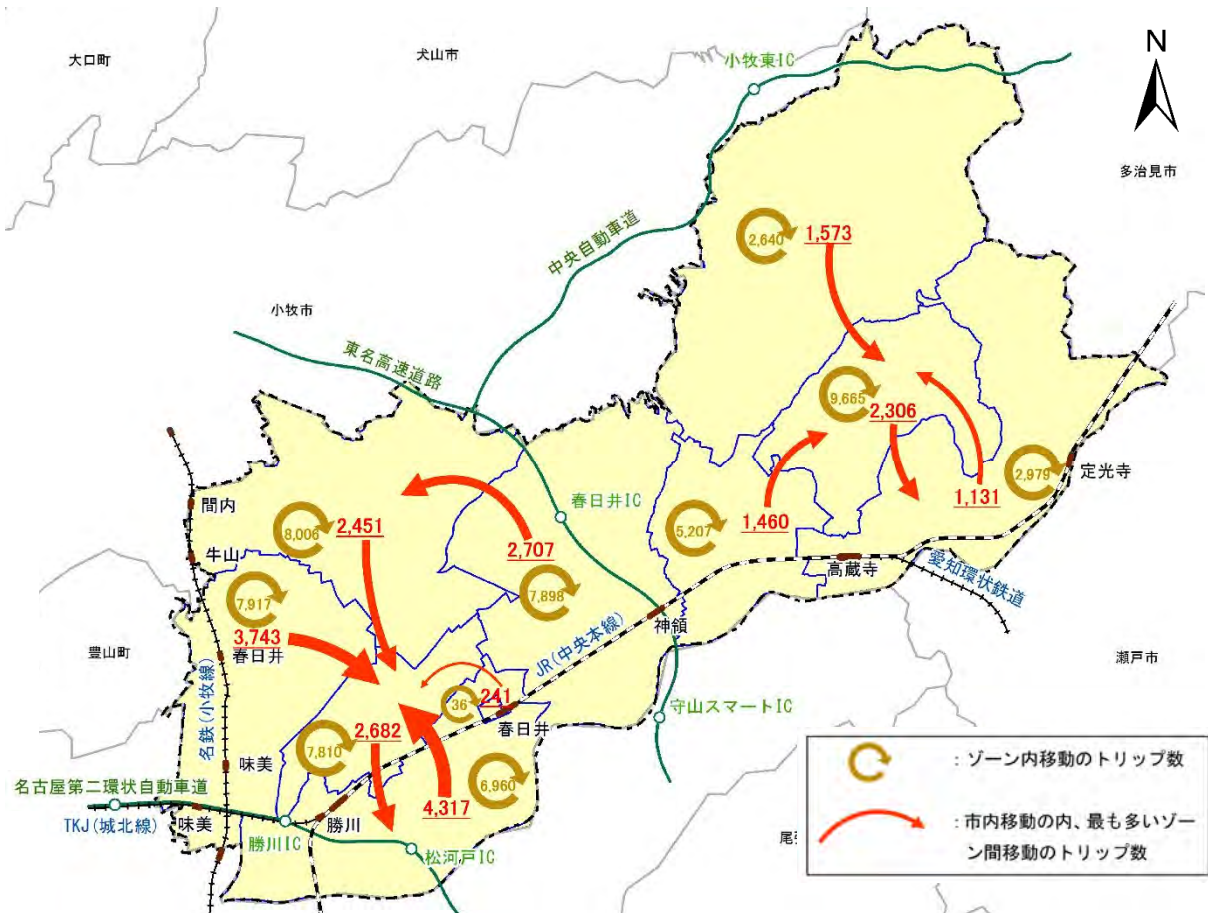 大口町
犬山市
小牧東IC
N
多治見市
中央自動車道
2,640
1,573
小牧市
東名高速道路
9,665
2,306
間内
春日井IC
2,979
定光寺
1,131
8,006
2,451
5,207
1,460
牛山
2,707
高蔵寺
愛知環状鉄道
7,917
7,898
3,743
春日井
神領
JR(中央本線)
豊山町
瀬戸市
名鉄(小牧線)
36
241
守山スマートIC
春日井
2,682
7,810
味美
6,960
名古屋第二環状自動車道
4,317
TKJ(城北線)
味美
勝川
勝川IC
松河戸IC
尾
:ゾーン内移動のトリップ数
:市内移動の内、最も多いゾー
ン間移動のトリップ数